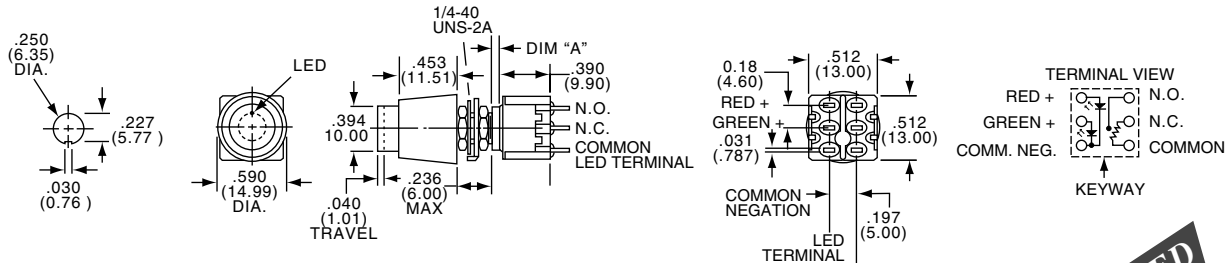 .250
(6.35)
DIA.
.227
(5.77 )
.030
(0.76 )
LED
.590
(14.99)
DIA.
1/4-40
UNS-2A
DIM “A”
.453
(11.51)
.390
(9.90)
.394
10.00
N.O.
N.C.
COMMON
LED TERMINAL
.236
(6.00)
MAX
.040
(1.01)
TRAVEL
.512
(13.00)
0.18
(4.60)
RED +
GREEN +
.031
(.787)
.512
(13.00)
COMMON
NEGATION
.197
(5.00)
LED
TERMINAL
TERMINAL VIEW
RED +
N.O.
GREEN +
N.C.
COMM. NEG.
COMMON
KEYWAY